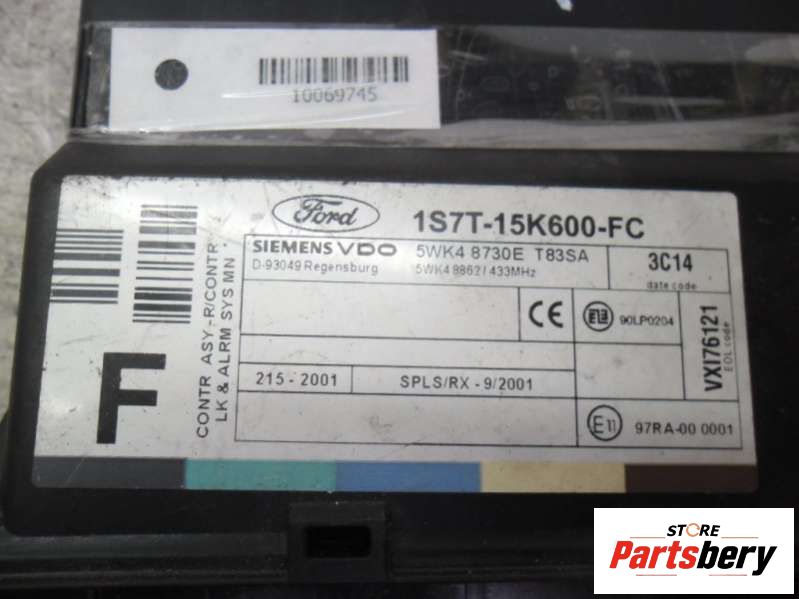 10069745
Ford
1S7T-15K600-FC
SIEMENS VDO
5WK4 8730E T83SA
D-93049 Regensburg
5WK4 8862 / 433MHz
3C14
date code
CE
90LP0204
VXI76121
EOL code
215 - 2001
SPLS/RX - 9/2001
E11
97RA-00 0001
CONTR ASY-R/CONTR
LK & ALRM SYS MN
F
STORE
Partsbery